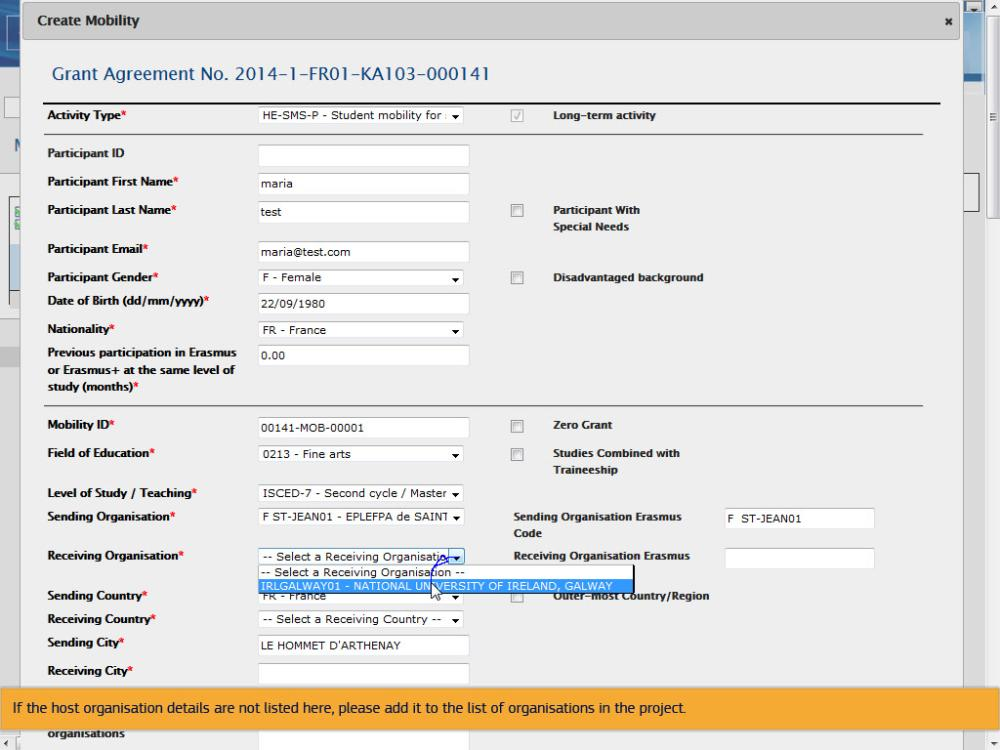 Create Mobility
Grant Agreement No. 2014-1-FR01-KA103-000141
Activity Type* HE-SMS-P - Student mobility for Long-term activity
Participant ID
Participant First Name* maria
Participant Last Name* test Participant With
Special Needs
Participant Email* maria@test.com
Participant Gender* F - Female Disadvantaged background
Date of Birth (dd/mm/yyyy)* 22/09/1980
Nationality* FR - France
Previous participation in Erasmus 0.00
or Erasmus+ at the same level of
study (months)*
Mobility ID* 00141-MOB-00001 Zero Grant
Field of Education* 0213 - Fine arts Studies Combined with
Traineeship
Level of Study / Teaching* ISCED-7 - Second cycle / Master
Sending Organisation* F ST-JEAN01 - EPLEFPA de SAINT Sending Organisation Erasmus F ST-JEAN01
Code
Receiving Organisation* -- Select a Receiving Organisation Receiving Organisation Erasmus
-- Select a Receiving Organisation --
IRLGALWAY01 - NATIONAL UNIVERSITY OF IRELAND, GALWAY
Sending Country* FR - France Outer-most Country/Region
Receiving Country* -- Select a Receiving Country --
Sending City* LE HOMMET D'ARTHENAY
Receiving City*
If the host organisation details are not listed here, please add it to the list of organisations in the project.
organisations